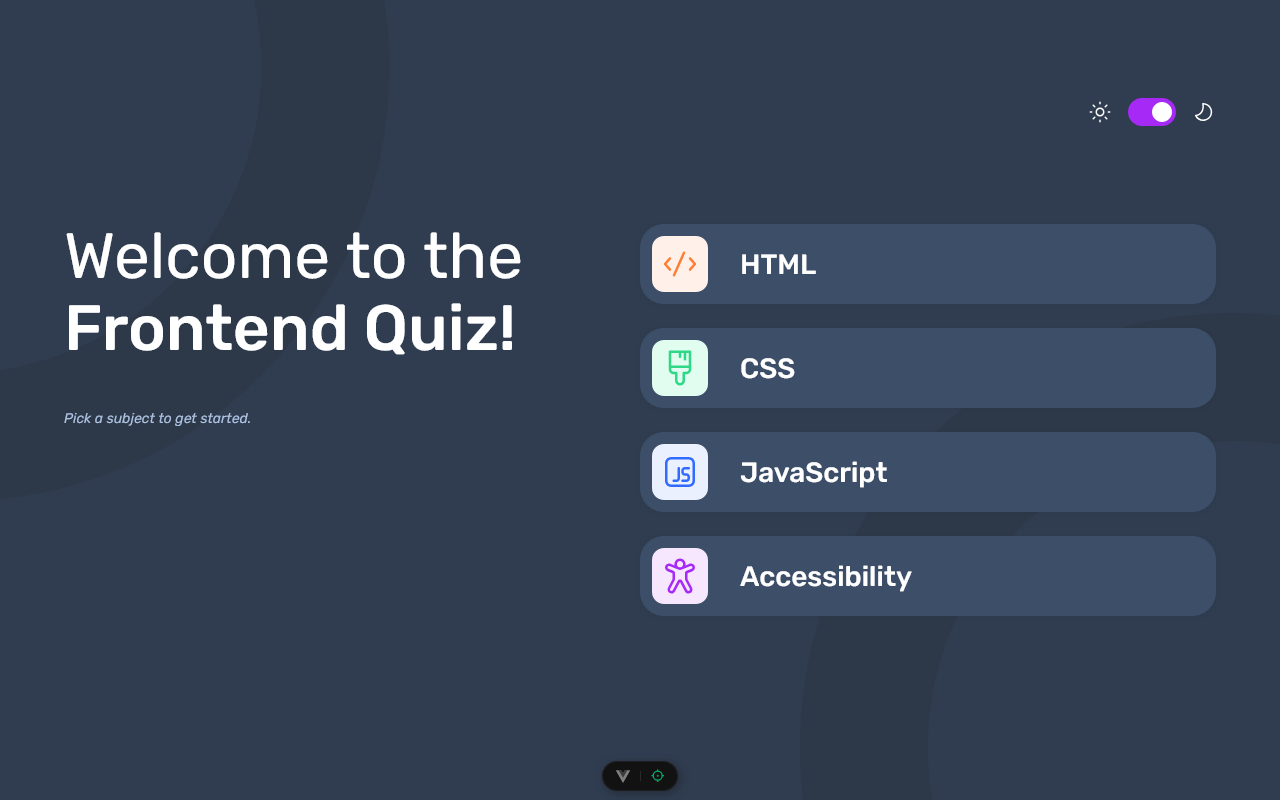 Welcome to the
Frontend Quiz!
Pick a subject to get started.
HTML
CSS
JS
JavaScript
Accessibility